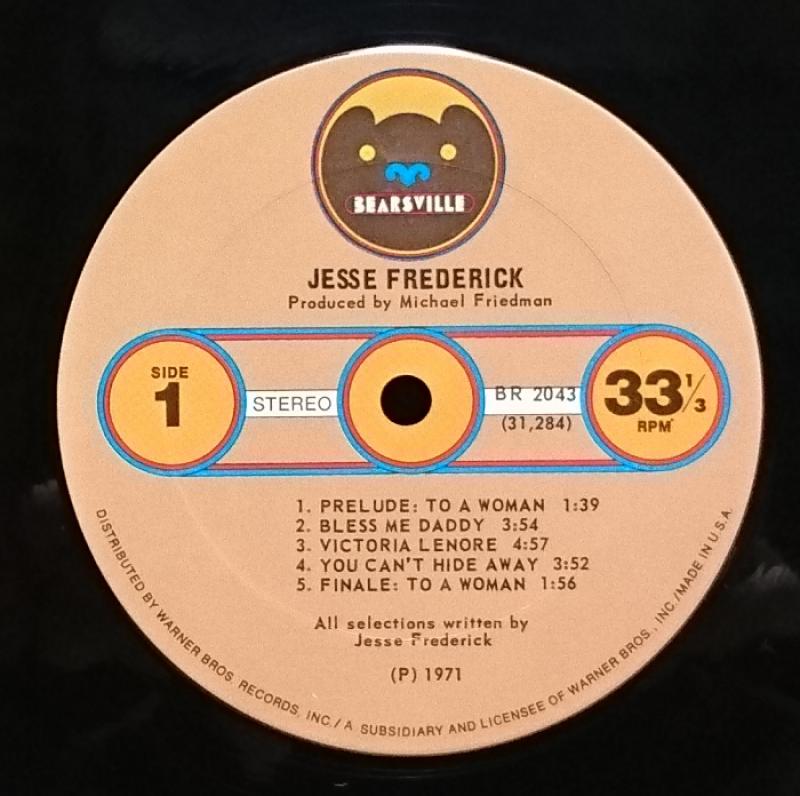 BEARSVILLE
JESSE FREDERICK
Produced by Michael Friedman
SIDE
1
STEREO
BR 2043
(31,284)
33 1/3
RPM
1. PRELUDE: TO A WOMAN 1:39
2. BLESS ME DADDY 3:54
3. VICTORIA LENORE 4:57
4. YOU CAN'T HIDE AWAY 3:52
5. FINALE: TO A WOMAN 1:56
All selections written by
Jesse Frederick
(P) 1971
DISTRIBUTED BY WARNER BROS. RECORDS, INC./A SUBSIDIARY AND LICENSEE OF WARNER BROS., INC./MADE IN U.S.A.